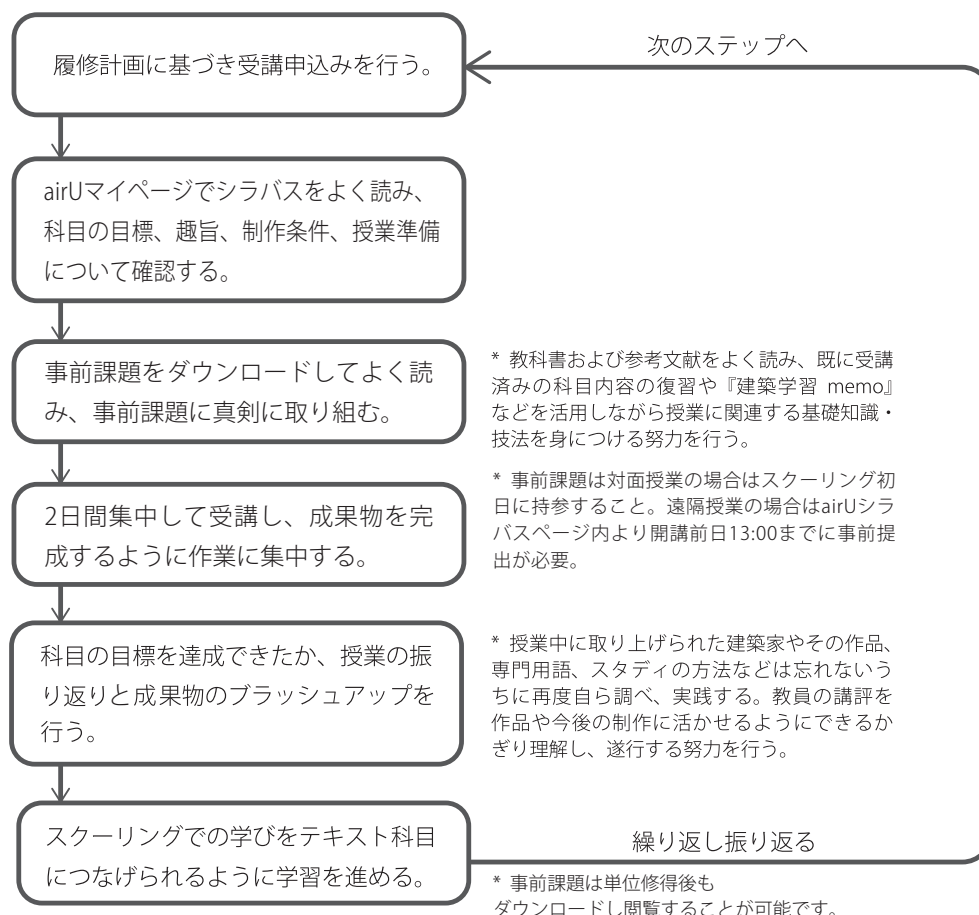 次のステップへ
履修計画に基づき受講申込みを行う。
airUマイページでシラバスをよく読み、
科目の目標、趣旨、制作条件、授業準備
について確認する。
事前課題をダウンロードしてよく読
み、事前課題に真剣に取り組む。
* 教科書および参考文献をよく読み、既に受講
済みの科目内容の復習や『建築学習 memo』
などを活用しながら授業に関連する基礎知識・
技法を身につける努力を行う。
* 事前課題は対面授業の場合はスクーリング初
日に持参すること。遠隔授業の場合はairUシラ
バスページ内より開講前日13:00までに事前提
出が必要。
2日間集中して受講し、成果物を完
成するように作業に集中する。
科目の目標を達成できたか、授業の振
り返りと成果物のブラッシュアップを
行う。
* 授業中に取り上げられた建築家やその作品、
専門用語、スタディの方法などは忘れないう
ちに再度自ら調べ、実践する。教員の講評を
作品や今後の制作に活かせるようにできるか
ぎり理解し、遂行する努力を行う。
スクーリングでの学びをテキスト科目
につなげられるように学習を進める。
繰り返し振り返る
* 事前課題は単位修得後も
ダウンロードし閲覧することが可能です。